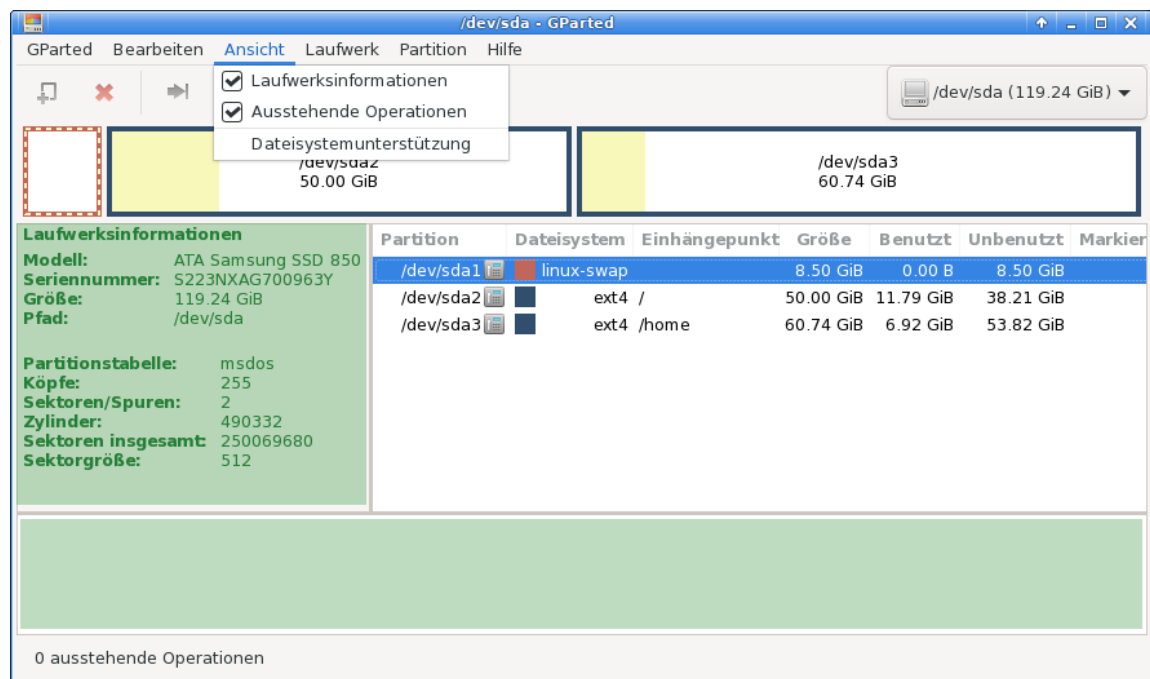 /dev/sda - GParted
GParted Bearbeiten Ansicht Laufwerk Partition Hilfe
Laufwerksinformationen
Ausstehende Operationen
Dateisystemunterstützung
/dev/sda (119.24 GiB)
/dev/sda2
50.00 GiB
/dev/sda3
60.74 GiB
Laufwerksinformationen
Modell: ATA Samsung SSD 850
Seriennummer: S223NXAG700963Y
Größe: 119.24 GiB
Pfad: /dev/sda
Partitionstabelle: msdos
Köpfe: 255
Sektoren/Spuren: 2
Zylinder: 490332
Sektoren insgesamt: 250069680
Sektorgröße: 512
Partition Dateisystem Einhängepunkt Größe Benutzt Unbenutzt Markier
/dev/sda1 linux-swap 8.50 GiB 0.00 B 8.50 GiB
/dev/sda2 ext4 / 50.00 GiB 11.79 GiB 38.21 GiB
/dev/sda3 ext4 /home 60.74 GiB 6.92 GiB 53.82 GiB
0 ausstehende Operationen